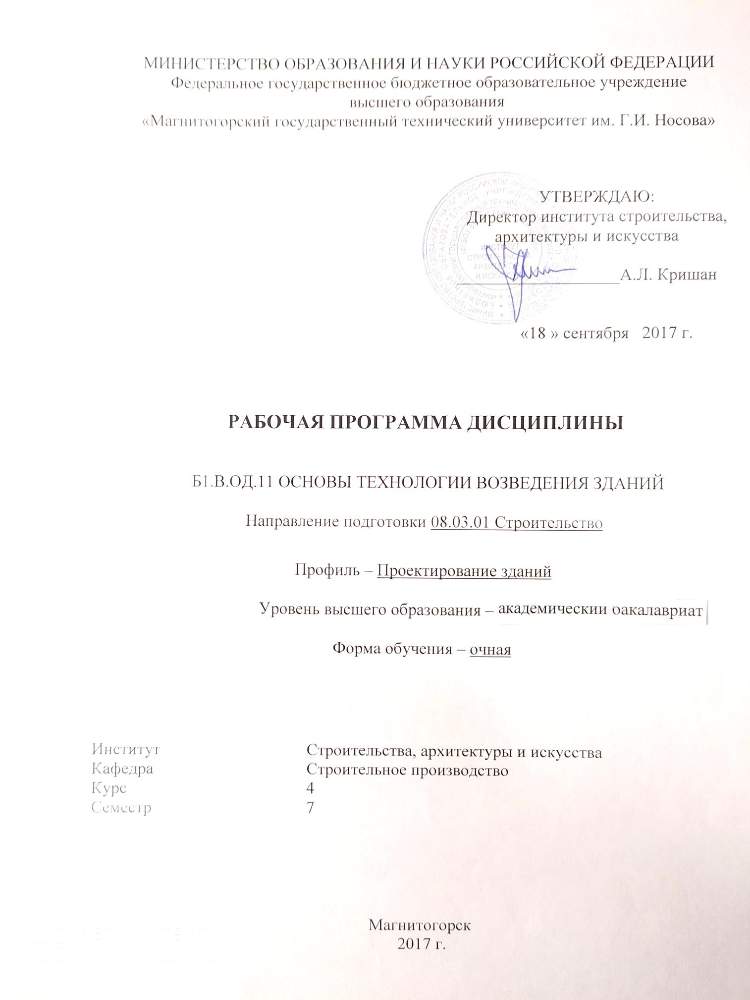 МИНИСТЕРСТВО ОБРАЗОВАНИЯ И НАУКИ РОССИЙСКОЙ ФЕДЕРАЦИИ
Федеральное государственное бюджетное образовательное учреждение
высшего образования
«Магнитогорский государственный технический университет им. Г.И. Носова»
УТВЕРЖДАЮ:
Директор института строительства,
архитектуры и искусства
ИНСТИТУТ
СТРОИТЕЛЬСТВА,
И ИСКУС
А.Л. Кришан
«18 » сентября 2017 г.
РАБОЧАЯ ПРОГРАММА ДИСЦИПЛИНЫ
Б1.В.ОД.11 ОСНОВЫ ТЕХНОЛОГИИ ВОЗВЕДЕНИЯ ЗДАНИЙ
Направление подготовки 08.03.01 Строительство
Профиль – Проектирование зданий
Уровень высшего образования – академический бакалавриат
Форма обучения – очная
Институт Строительства, архитектуры и искусства
Кафедра Строительное производство
Курс 4
Семестр 7
Магнитогорск
2017 г.